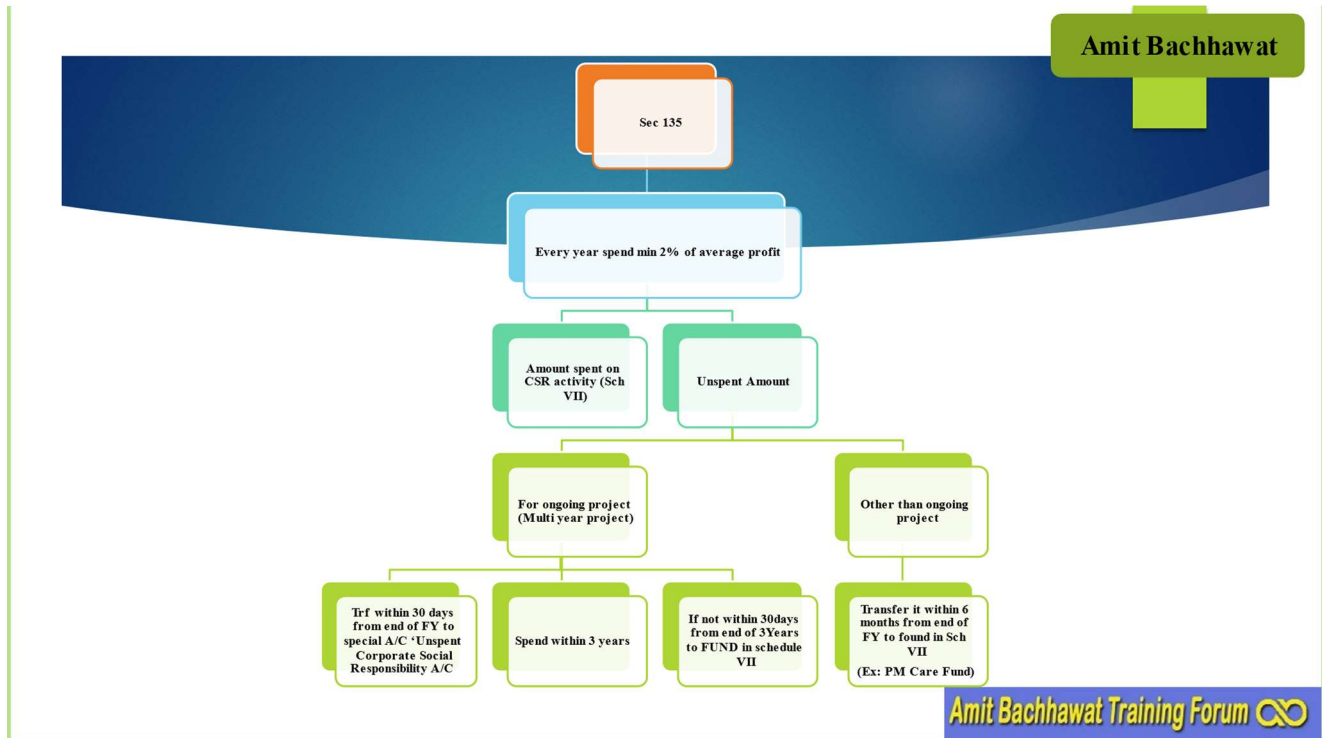 Amit Bachhawat
Sec 135
Every year spend min 2% of average profit
Amount spent on
CSR activity (Sch
VII)
Unspent Amount
For ongoing project
(Multi year project)
Other than ongoing
project
Trf within 30 days
from end of FY to
special A/C ‘Unspent
Corporate Social
Responsibility A/C
Spend within 3 years
If not within 30days
from end of 3Years
to FUND in schedule
VII
Transfer it within 6
months from end of
FY to found in Sch
VII
(Ex: PM Care Fund)
Amit Bachhawat Training Forum